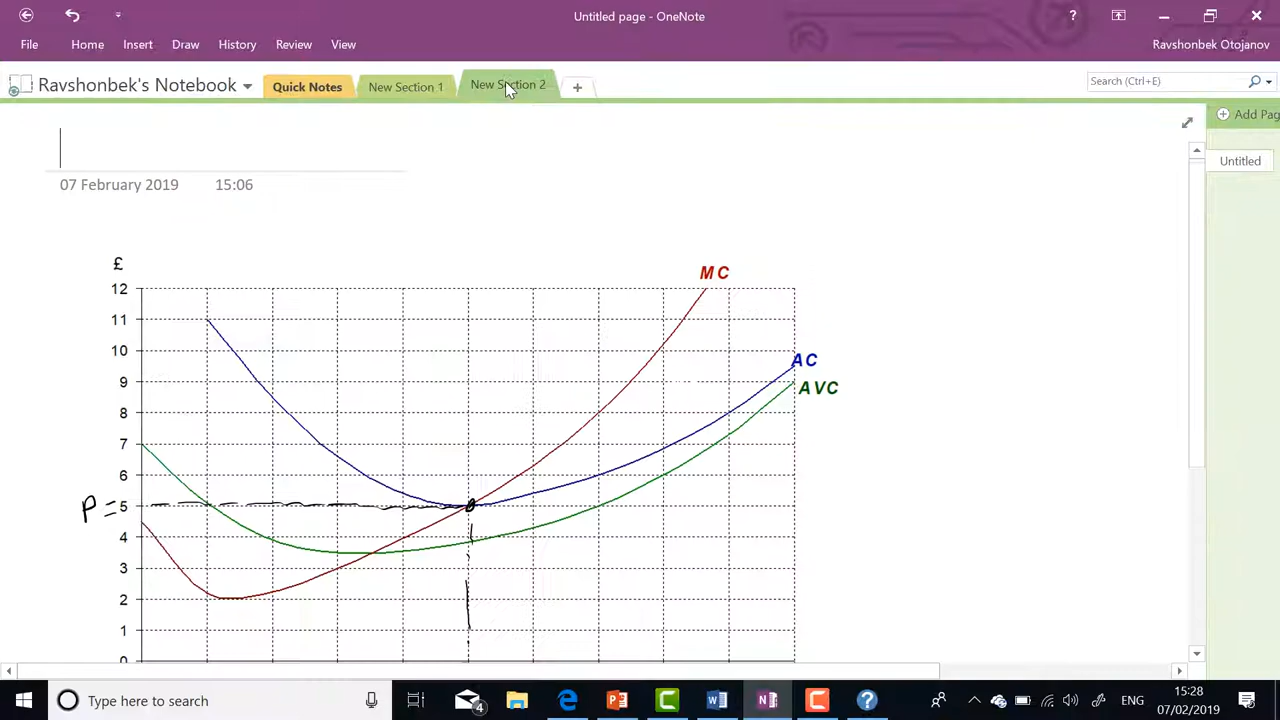 Untitled page - OneNote
?
File Home Insert Draw History Review View
Ravshonbek Otojanov
Ravshonbek's Notebook
Quick Notes
New Section 1
New Section 2
+
Search (Ctrl+E)
Add Pag
Untitled
07 February 2019 15:06
£
MC
12
11
10
AC
9
AVC
8
7
6
P= 5
4
3
2
1
0
Type here to search
4
ENG
15:28
07/02/2019